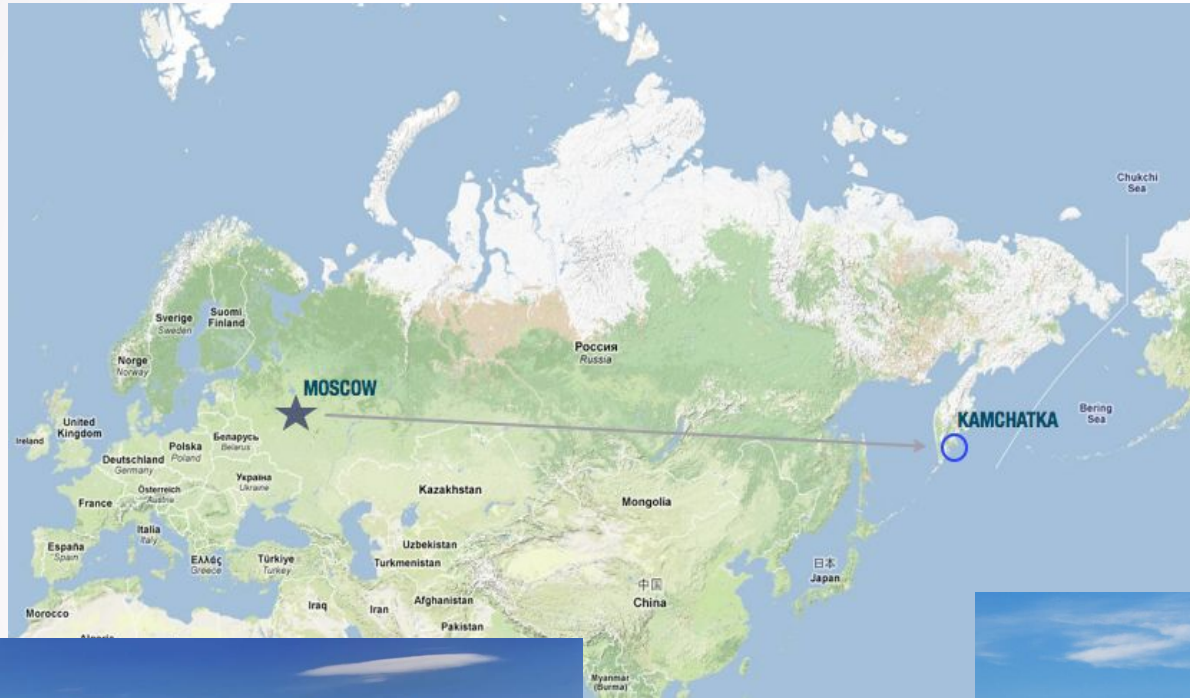 Chukchi
Sea
Sverige
Sweden
Suomi
Finland
Norge
Norway
Россия
Russia
MOSCOW
KAMCHATKA
Bering
Sea
United
Kingdom
Ireland
Polska
Poland
Беларусь
Belarus
Deutschland
Germany
Україна
Ukraine
Österreich
Austria
France
Kazakhstan
Mongolia
Italia
Italy
España
Spain
Ελλάς
Greece
Türkiye
Turkey
Uzbekistan
Turkmenistan
日本
Japan
中国
China
Iraq
Iran
Afghanistan
Pakistan
Morocco
Myanmar
(Burma)